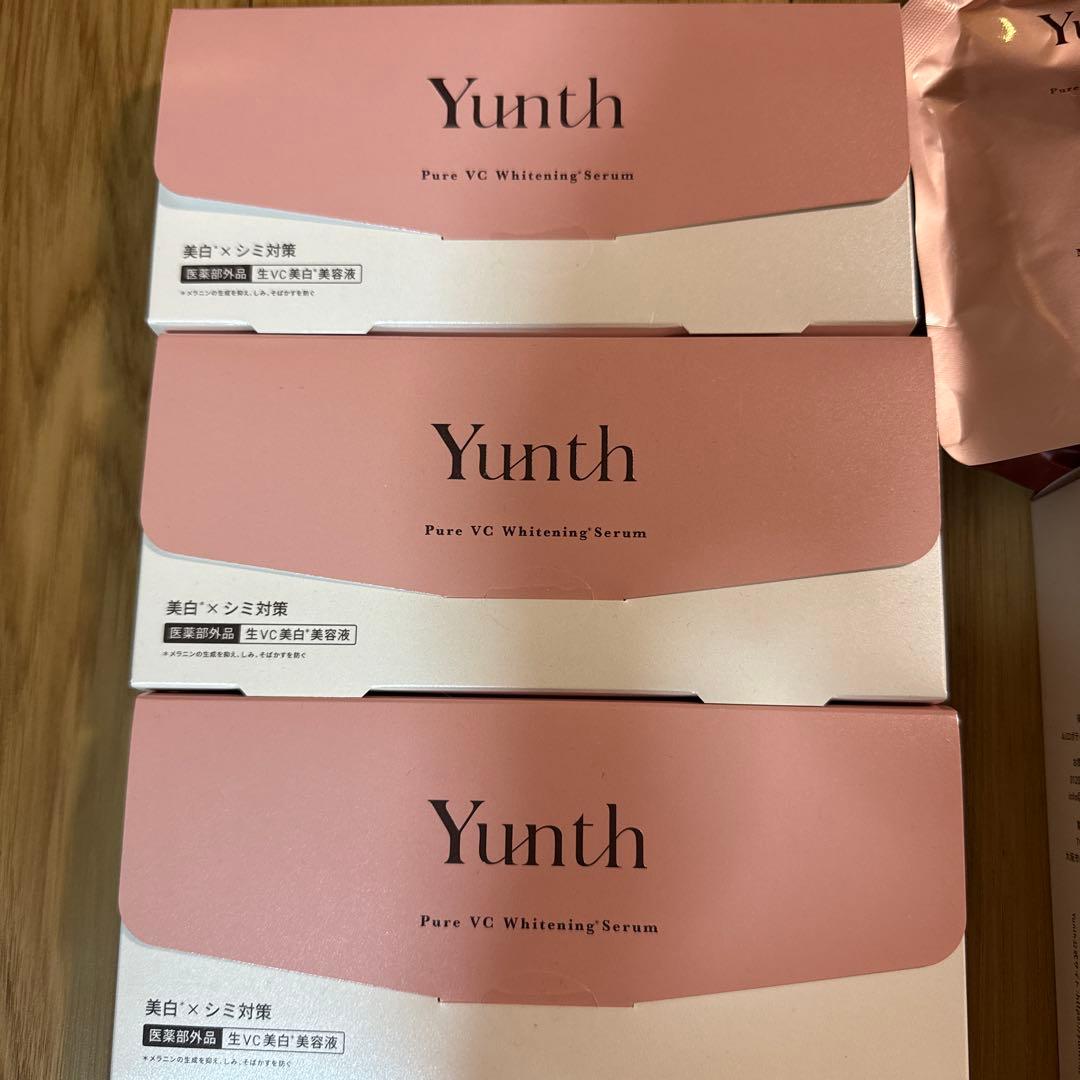 Yunth
Pure VC Whitening*Serum
美白*×シミ対策
医薬部外品 生VC美白*美容液
*メラニンの生成を抑え、しみ、そばかすを防ぐ
Yunth
Pure VC Whitening*Serum
美白*×シミ対策
医薬部外品 生VC美白*美容液
*メラニンの生成を抑え、しみ、そばかすを防ぐ
Yunth
Pure VC Whitening*Serum
美白*×シミ対策
医薬部外品 生VC美白*美容液
*メラニンの生成を抑え、しみ、そばかすを防ぐ
Pure